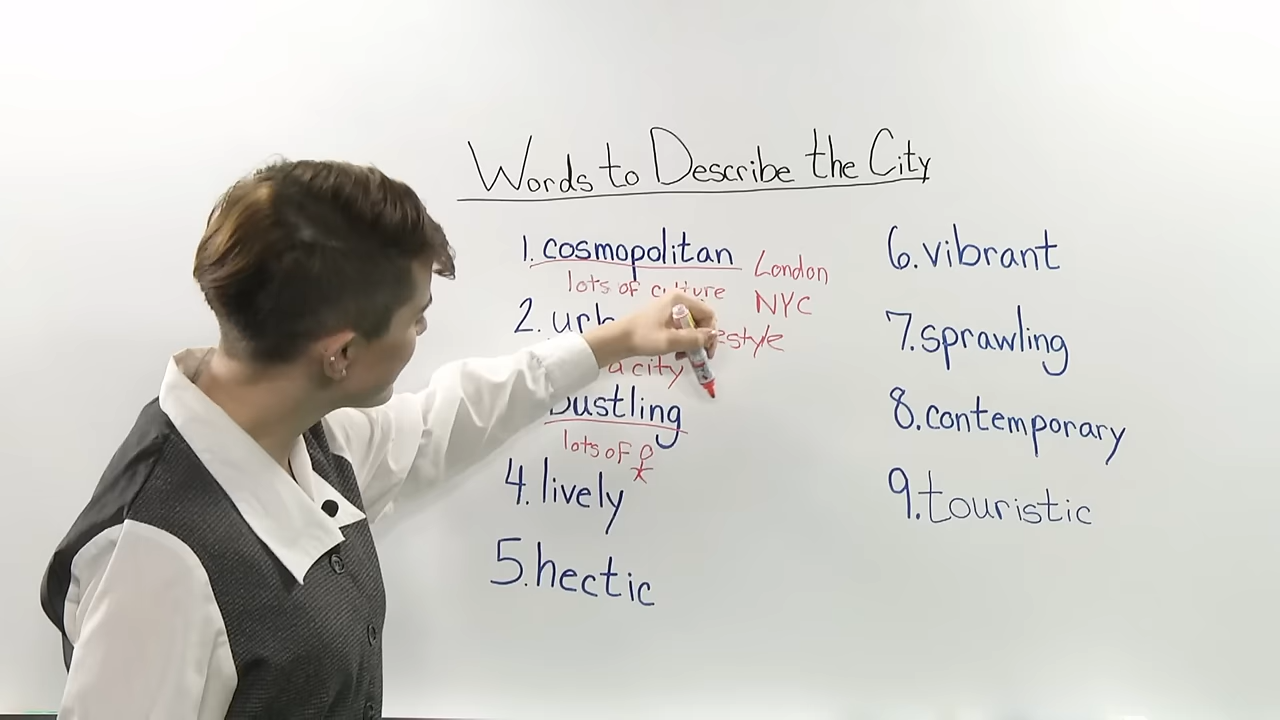 Words to Describe the City
1. cosmopolitan
lots of culture
London
NYC
2.
a city
bustling
lots of
4. lively
5. hectic
6. vibrant
7. sprawling
8. contemporary
9. touristic